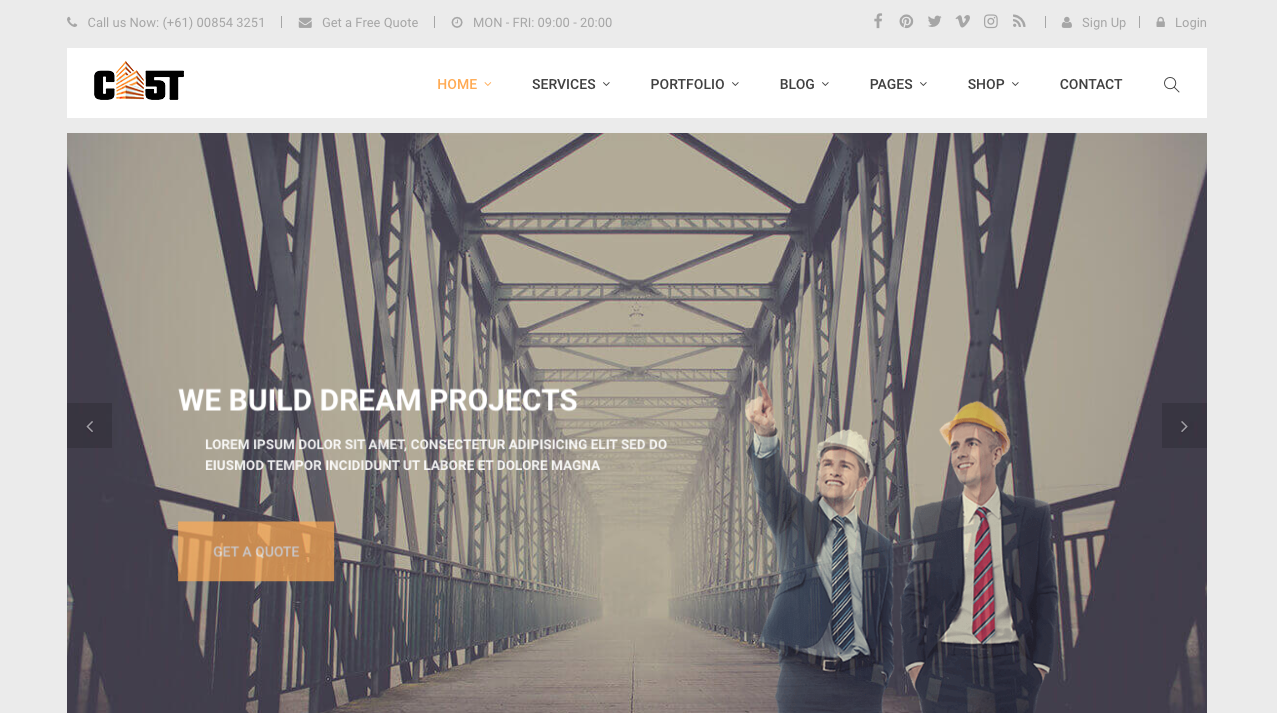 Call us Now: (+61) 00854 3251
Get a Free Quote
MON - FRI: 09:00 - 20:00
Sign Up
Login
CAST
HOME
SERVICES
PORTFOLIO
BLOG
PAGES
SHOP
CONTACT
WE BUILD DREAM PROJECTS
LOREM IPSUM DOLOR SIT AMET, CONSECTETUR ADIPISICING ELIT SED DO
EIUSMOD TEMPOR INCIDIDUNT UT LABORE ET DOLORE MAGNA
GET A QUOTE